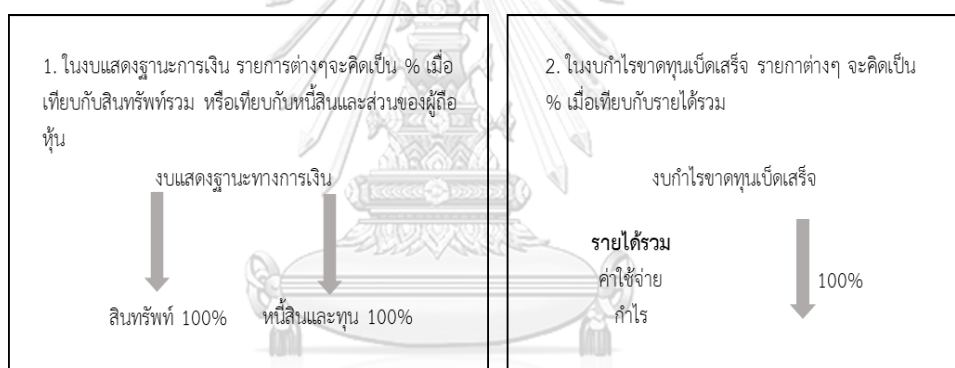 1. ในงบแสดงฐานะการเงิน รายการต่างๆจะคิดเป็น % เมื่อ
เทียบกับสินทรัพท์รวม หรือเทียบกับหนี้สินและส่วนของผู้ถือ
หุ้น
งบแสดงฐานะทางการเงิน
สินทรัพท์ 100% หนี้สินและทุน 100%
2. ในงบกำไรขาดทุนเบ็ดเสร็จ รายกาต่างๆ จะคิดเป็น
% เมื่อเทียบกับรายได้รวม
งบกำไรขาดทุนเบ็ดเสร็จ
รายได้รวม
ค่าใช้จ่าย 100%
กำไร